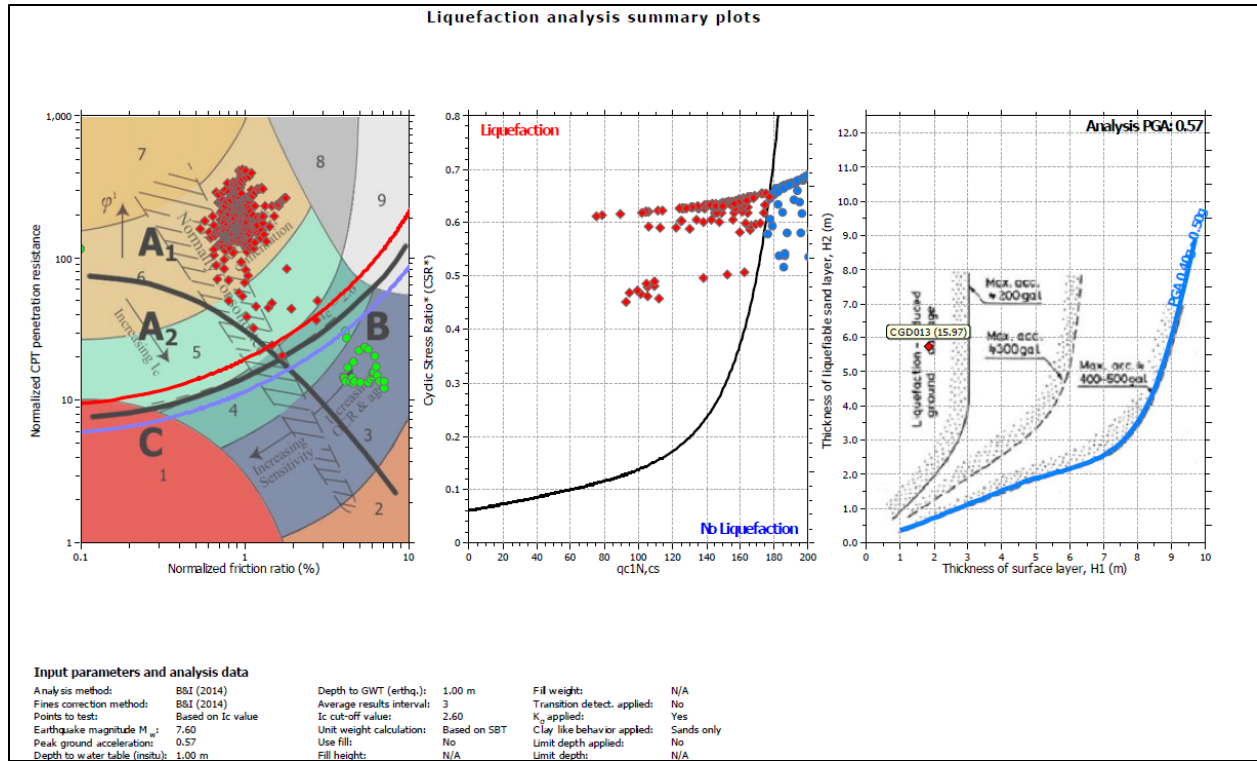 Liquefaction analysis summary plots
Normalized CPT penetration resistance
1,000
100
10
1
0.1
1
10
Normalized friction ratio (%)
7
8
9
φ'
A1
6
A2
Increasing Ic
5
B
4
3
C
1
Increasing Sensitivity
2
Cyclic Stress Ratio* (CSR*)
0.8
0.7
0.6
0.5
0.4
0.3
0.2
0.1
0
Liquefaction
No Liquefaction
0
20
40
60
80
100
120
140
160
180
200
qc1N,cs
Thickness of liquefiable sand layer, H2 (m)
12.0
11.0
10.0
9.0
8.0
7.0
6.0
5.0
4.0
3.0
2.0
1.0
0.0
Analysis PGA: 0.57
PGA 0.40g - 0.50g
Max. acc.
≒200gal
CGD013 (15.97)
Max. acc.
≒300gal
Max. acc. ≒
400-500gal
0
1
2
3
4
5
6
7
8
9
10
Thickness of surface layer, H1 (m)
Input parameters and analysis data
Analysis method: B&I (2014)
Fines correction method: B&I (2014)
Points to test: Based on Ic value
Earthquake magnitude Mw: 7.60
Peak ground acceleration: 0.57
Depth to water table (insitu): 1.00 m
Depth to GWT (erthq.): 1.00 m
Average results interval: 3
Ic cut-off value: 2.60
Unit weight calculation: Based on SBT
Use fill: No
Fill height: N/A
Fill weight: N/A
Transition detect. applied: No
Kσ applied: Yes
Clay like behavior applied: Sands only
Limit depth applied: No
Limit depth: N/A